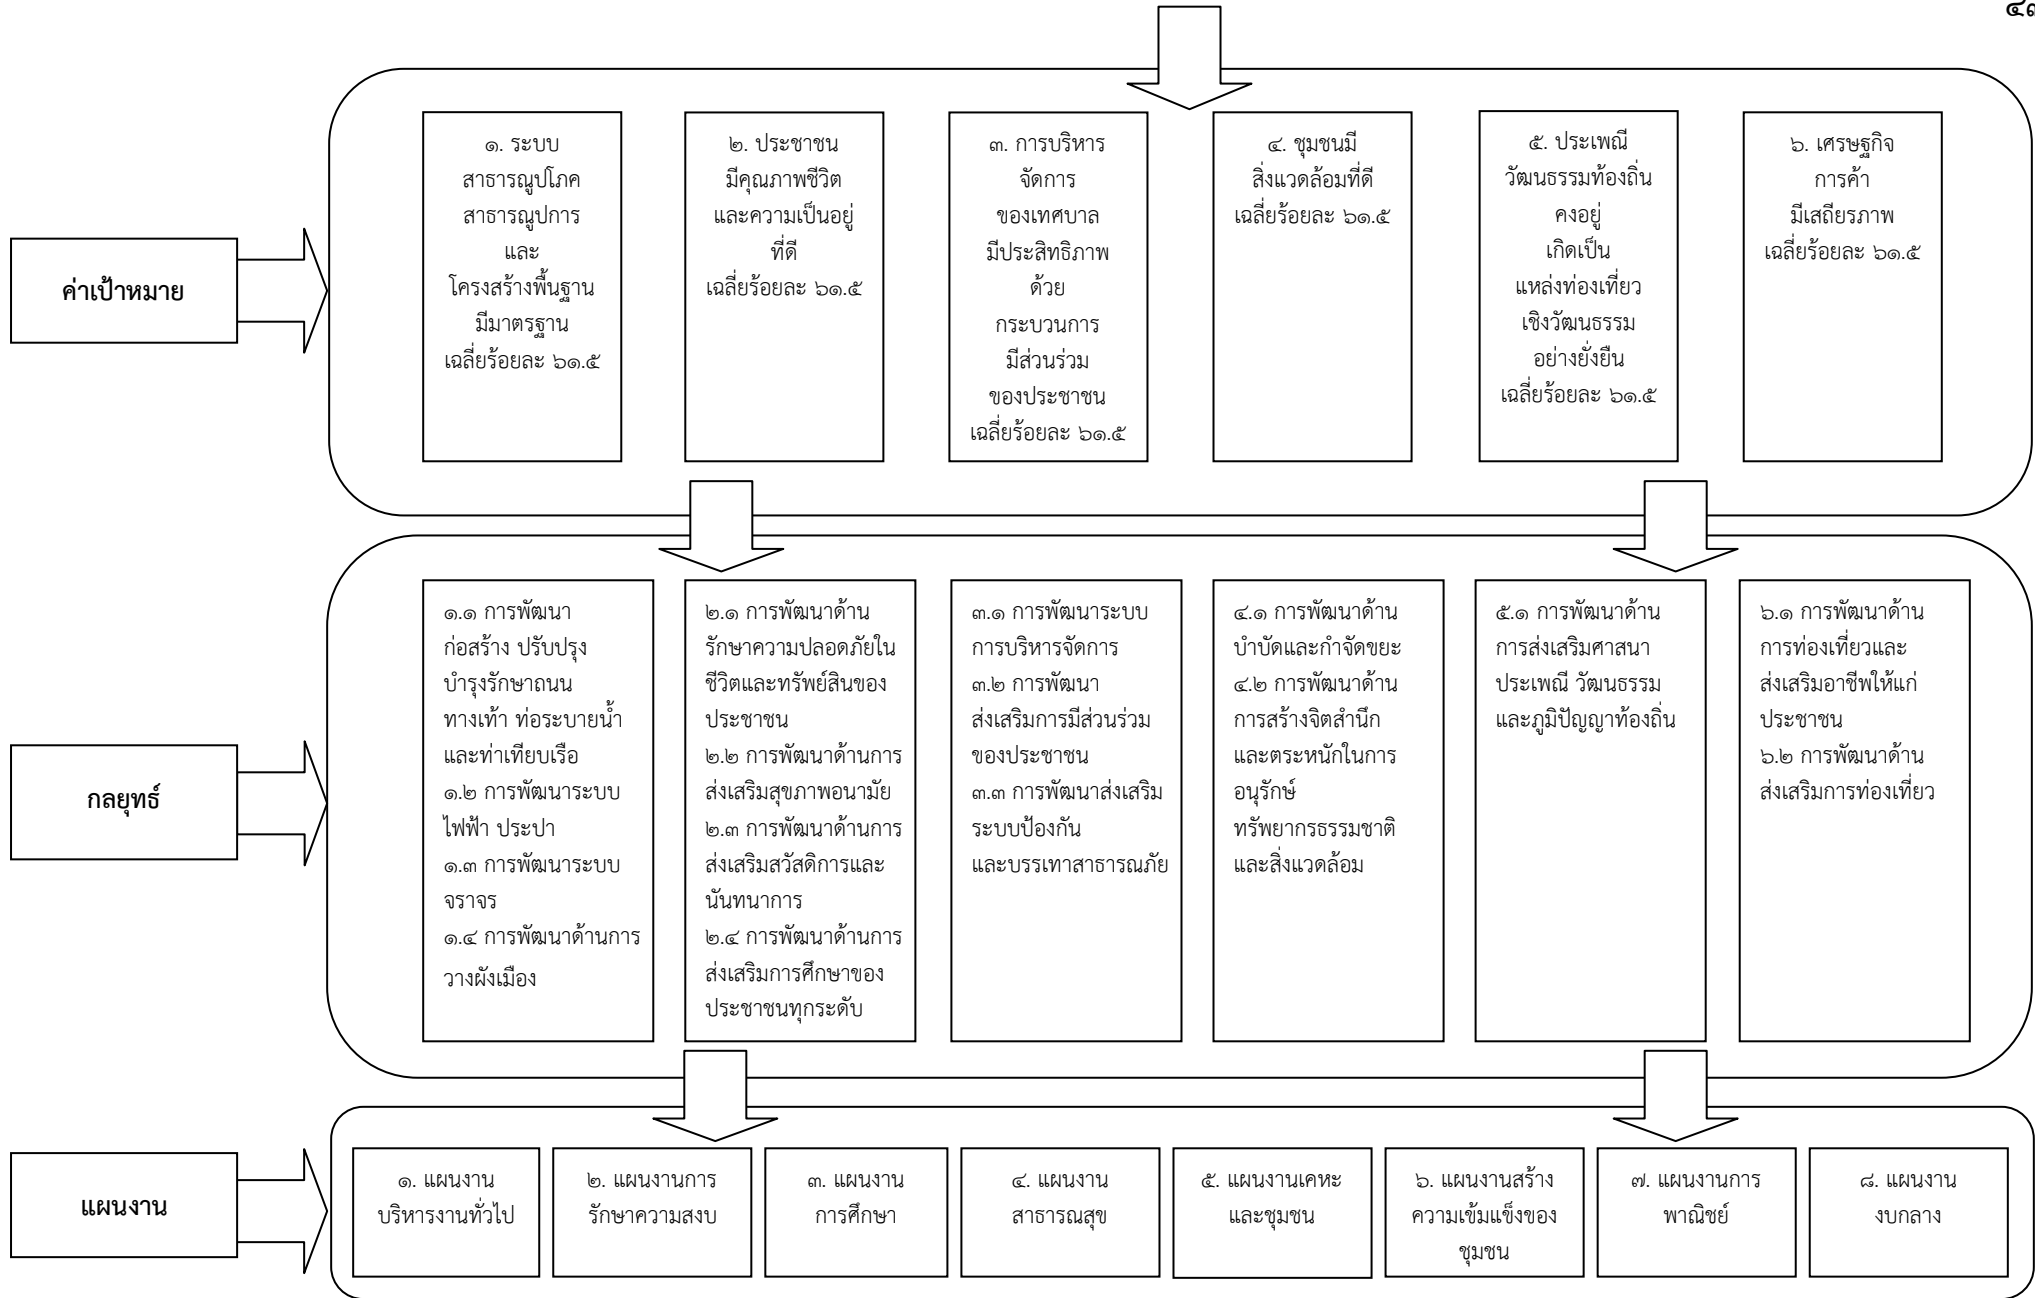 ๔๓
ค่าเป้าหมาย
๑. ระบบ
สาธารณูปโภค
สาธารณูปการ
และ
โครงสร้างพื้นฐาน
มีมาตรฐาน
เฉลี่ยร้อยละ ๖๑.๕
๒. ประชาชน
มีคุณภาพชีวิต
และความเป็นอยู่
ที่ดี
เฉลี่ยร้อยละ ๖๑.๕
๓. การบริหาร
จัดการ
ของเทศบาล
มีประสิทธิภาพ
ด้วย
กระบวนการ
มีส่วนร่วม
ของประชาชน
เฉลี่ยร้อยละ ๖๑.๕
๔. ชุมชนมี
สิ่งแวดล้อมที่ดี
เฉลี่ยร้อยละ ๖๑.๕
๕. ประเพณี
วัฒนธรรมท้องถิ่น
คงอยู่
เกิดเป็น
แหล่งท่องเที่ยว
เชิงวัฒนธรรม
อย่างยั่งยืน
เฉลี่ยร้อยละ ๖๑.๕
๖. เศรษฐกิจ
การค้า
มีเสถียรภาพ
เฉลี่ยร้อยละ ๖๑.๕
กลยุทธ์
๑.๑ การพัฒนา
ก่อสร้าง ปรับปรุง
บำรุงรักษาถนน
ทางเท้า ท่อระบายน้ำ
และท่าเทียบเรือ
๑.๒ การพัฒนาระบบ
ไฟฟ้า ประปา
๑.๓ การพัฒนาระบบ
จราจร
๑.๔ การพัฒนาด้านการ
วางผังเมือง
๒.๑ การพัฒนาด้าน
รักษาความปลอดภัยใน
ชีวิตและทรัพย์สินของ
ประชาชน
๒.๒ การพัฒนาด้านการ
ส่งเสริมสุขภาพอนามัย
๒.๓ การพัฒนาด้านการ
ส่งเสริมสวัสดิการและ
นันทนาการ
๒.๔ การพัฒนาด้านการ
ส่งเสริมการศึกษาของ
ประชาชนทุกระดับ
๓.๑ การพัฒนาระบบ
การบริหารจัดการ
๓.๒ การพัฒนา
ส่งเสริมการมีส่วนร่วม
ของประชาชน
๓.๓ การพัฒนาส่งเสริม
ระบบป้องกัน
และบรรเทาสาธารณภัย
๔.๑ การพัฒนาด้าน
บำบัดและกำจัดขยะ
๔.๒ การพัฒนาด้าน
การสร้างจิตสำนึก
และตระหนักในการ
อนุรักษ์
ทรัพยากรธรรมชาติ
และสิ่งแวดล้อม
๕.๑ การพัฒนาด้าน
การส่งเสริมศาสนา
ประเพณี วัฒนธรรม
และภูมิปัญญาท้องถิ่น
๖.๑ การพัฒนาด้าน
การท่องเที่ยวและ
ส่งเสริมอาชีพให้แก่
ประชาชน
๖.๒ การพัฒนาด้าน
ส่งเสริมการท่องเที่ยว
แผนงาน
๑. แผนงาน
บริหารงานทั่วไป
๒. แผนงานการ
รักษาความสงบ
๓. แผนงาน
การศึกษา
๔. แผนงาน
สาธารณสุข
๕. แผนงานเคหะ
และชุมชน
๖. แผนงานสร้าง
ความเข้มแข็งของ
ชุมชน
๗. แผนงานการ
พาณิชย์
๘. แผนงาน
งบกลาง